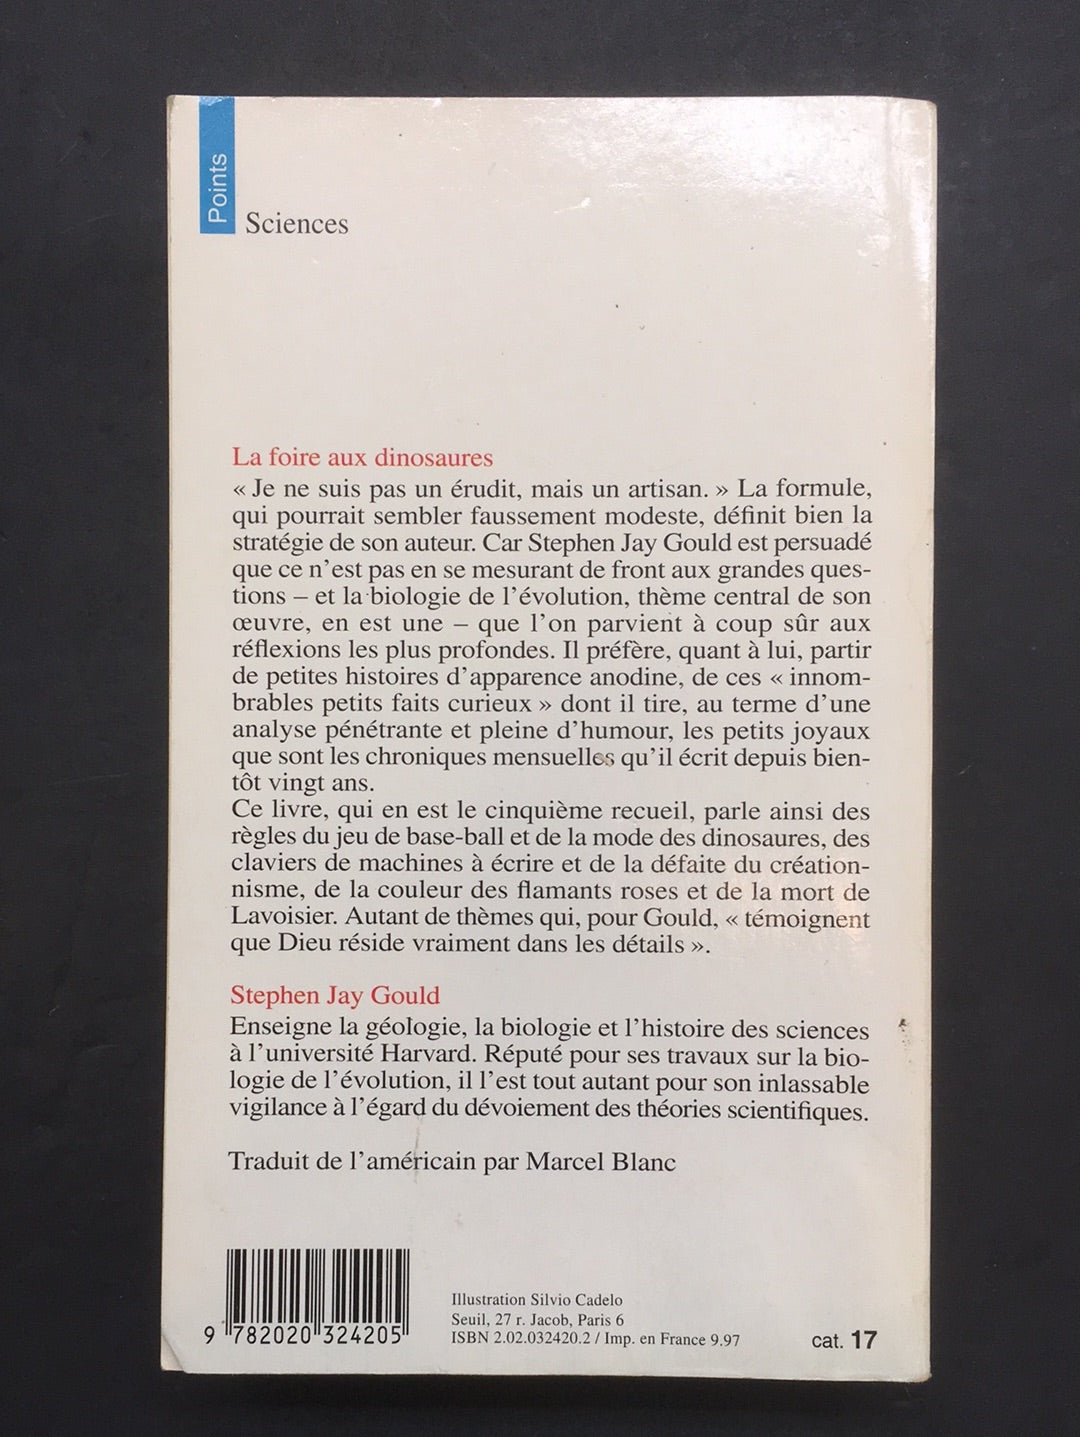 Points
Sciences
La foire aux dinosaures
« Je ne suis pas un érudit, mais un artisan. » La formule,
qui pourrait sembler faussement modeste, définit bien la
stratégie de son auteur. Car Stephen Jay Gould est persuadé
que ce n’est pas en se mesurant de front aux grandes ques-
tions – et la biologie de l’évolution, thème central de son
œuvre, en est une – que l’on parvient à coup sûr aux
réflexions les plus profondes. Il préfère, quant à lui, partir
de petites histoires d’apparence anodine, de ces « innom-
brables petits faits curieux » dont il tire, au terme d’une
analyse pénétrante et pleine d’humour, les petits joyaux
que sont les chroniques mensuelles qu’il écrit depuis bien-
tôt vingt ans.
Ce livre, qui en est le cinquième recueil, parle ainsi des
règles du jeu de base-ball et de la mode des dinosaures, des
claviers de machines à écrire et de la défaite du création-
nisme, de la couleur des flamants roses et de la mort de
Lavoisier. Autant de thèmes qui, pour Gould, « témoignent
que Dieu réside vraiment dans les détails ».
Stephen Jay Gould
Enseigne la géologie, la biologie et l’histoire des sciences
à l’université Harvard. Réputé pour ses travaux sur la bio-
logie de l’évolution, il l’est tout autant pour son inlassable
vigilance à l’égard du dévoiement des théories scientifiques.
Traduit de l’américain par Marcel Blanc
9 782020 324205
Illustration Silvio Cadelo
Seuil, 27 r. Jacob, Paris 6
ISBN 2.02.032420.2 / Imp. en France 9.97
cat. 17